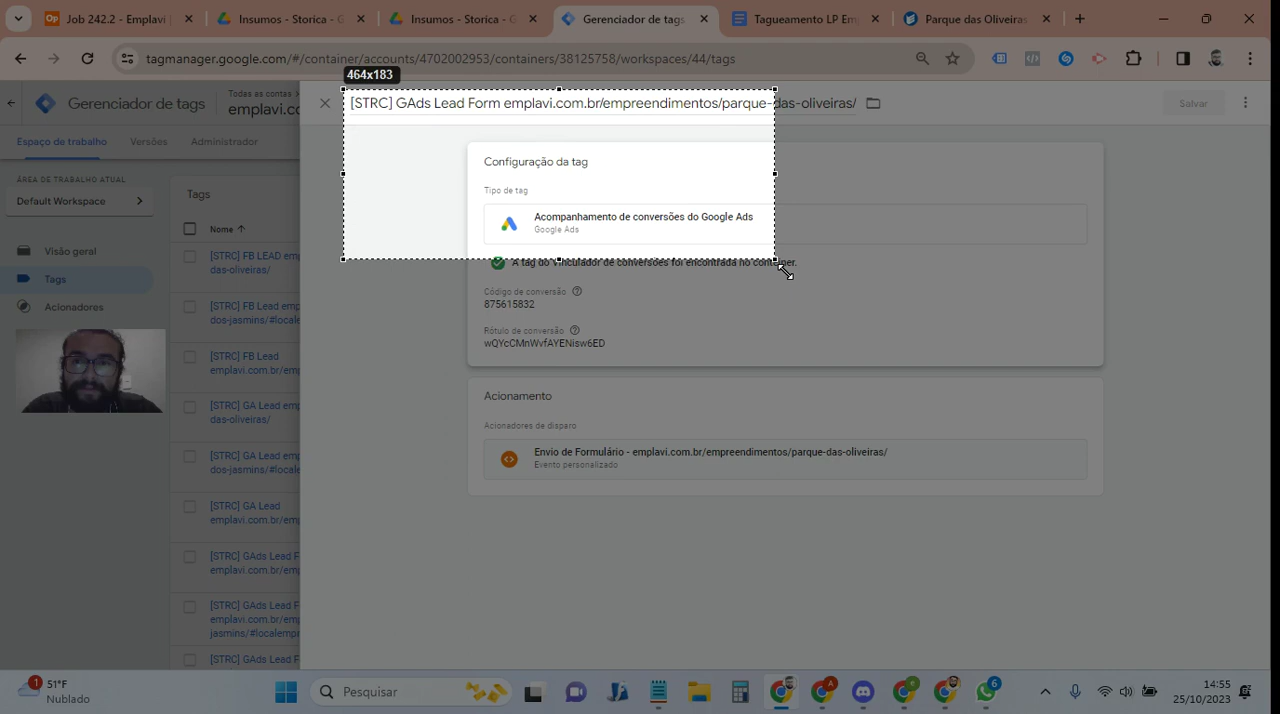 Job 242.2 - Emplavi
Insumos - Storica - G
Insumos - Storica - G
Gerenciador de tags
Tagueamento LP Em
Parque das Oliveiras
tagmanager.google.com/#/container/accounts/4702002953/containers/38125758/workspaces/44/tags
464x183
Gerenciador de tags
Todas as contas >
emplavi.co
[STRC] GAds Lead Form emplavi.com.br/empreendimentos/parque-das-oliveiras/
Salvar
Espaço de trabalho
Versões
Administrador
ÁREA DE TRABALHO ATUAL
Default Workspace
Visão geral
Tags
Acionadores
Tags
Nome
[STRC] FB LEAD em
das-oliveiras/
[STRC] FB Lead em
dos-jasmins/#locale
[STRC] FB Lead
emplavi.com.br/em
[STRC] GA Lead em
das-oliveiras/
[STRC] GA Lead em
dos-jasmins/#locale
[STRC] GA Lead
emplavi.com.br/em
[STRC] GAds Lead F
emplavi.com.br/em
[STRC] GAds Lead F
emplavi.com.br/em
jasmins/#localemp
[STRC] GAds Lead F
Configuração da tag
Tipo de tag
Acompanhamento de conversões do Google Ads
Google Ads
A tag do Vinculador de conversões foi encontrada no contêiner.
Código de conversão
875615832
Rótulo de conversão
wQYcCMnWvfAYENisw6ED
Acionamento
Acionadores de disparo
Envio de Formulário - emplavi.com.br/empreendimentos/parque-das-oliveiras/
Evento personalizado
1
51°F
Nublado
Pesquisar
6
14:55
25/10/2023